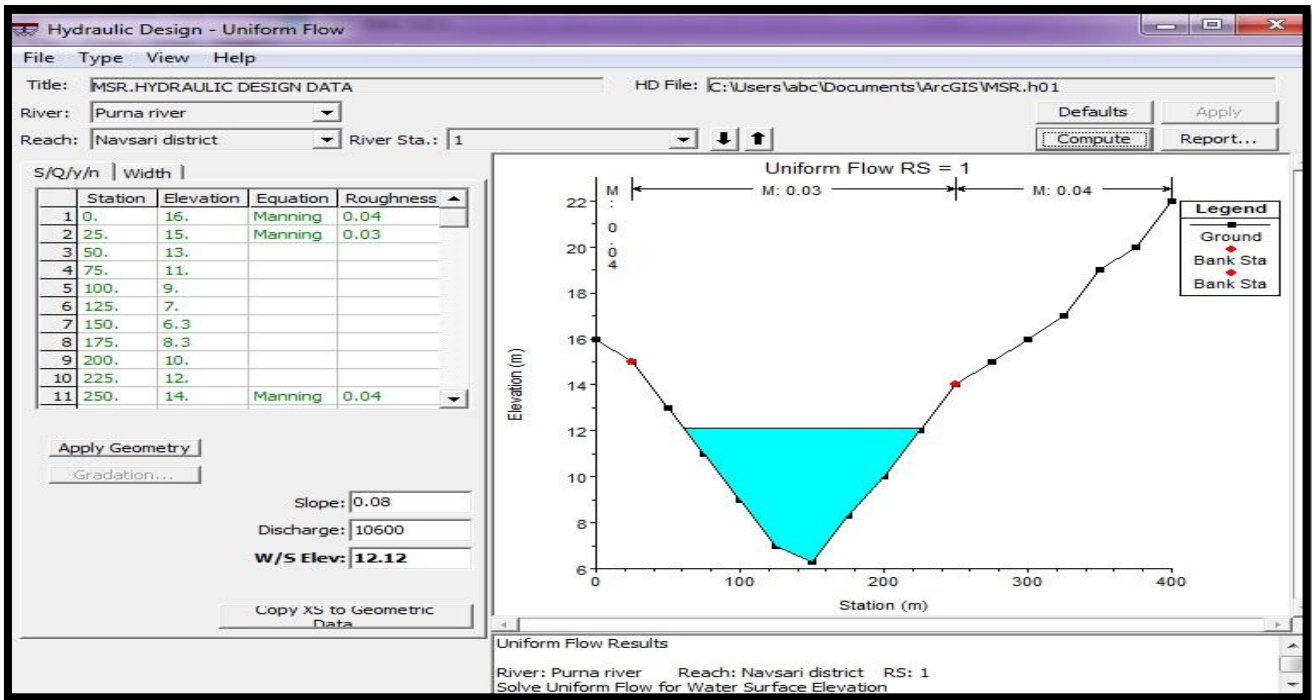 Hydraulic Design - Uniform Flow
File Type View Help
Title: MSR.HYDRAULIC DESIGN DATA HD File: C:\Users\abc\Documents\ArcGIS\MSR.h01
River: Purna river Defaults Apply
Reach: Navsari district River Sta.: 1 Compute Report...
S/Q/y/n Width
Station Elevation Equation Roughness
1 0. 16. Manning 0.04
2 25. 15. Manning 0.03
3 50. 13.
4 75. 11.
5 100. 9.
6 125. 7.
7 150. 6.3
8 175. 8.3
9 200. 10.
10 225. 12.
11 250. 14. Manning 0.04
Apply Geometry
Gradation...
Slope: 0.08
Discharge: 10600
W/S Elev: 12.12
Copy XS to Geometric
Data
Uniform Flow RS = 1
M: 0.04 M: 0.03 M: 0.04
22
20
18
16
14
12
10
8
6
Elevation (m)
0 100 200 300 400
Station (m)
Legend
Ground
Bank Sta
Bank Sta
Uniform Flow Results
River: Purna river Reach: Navsari district RS: 1
Solve Uniform Flow for Water Surface Elevation